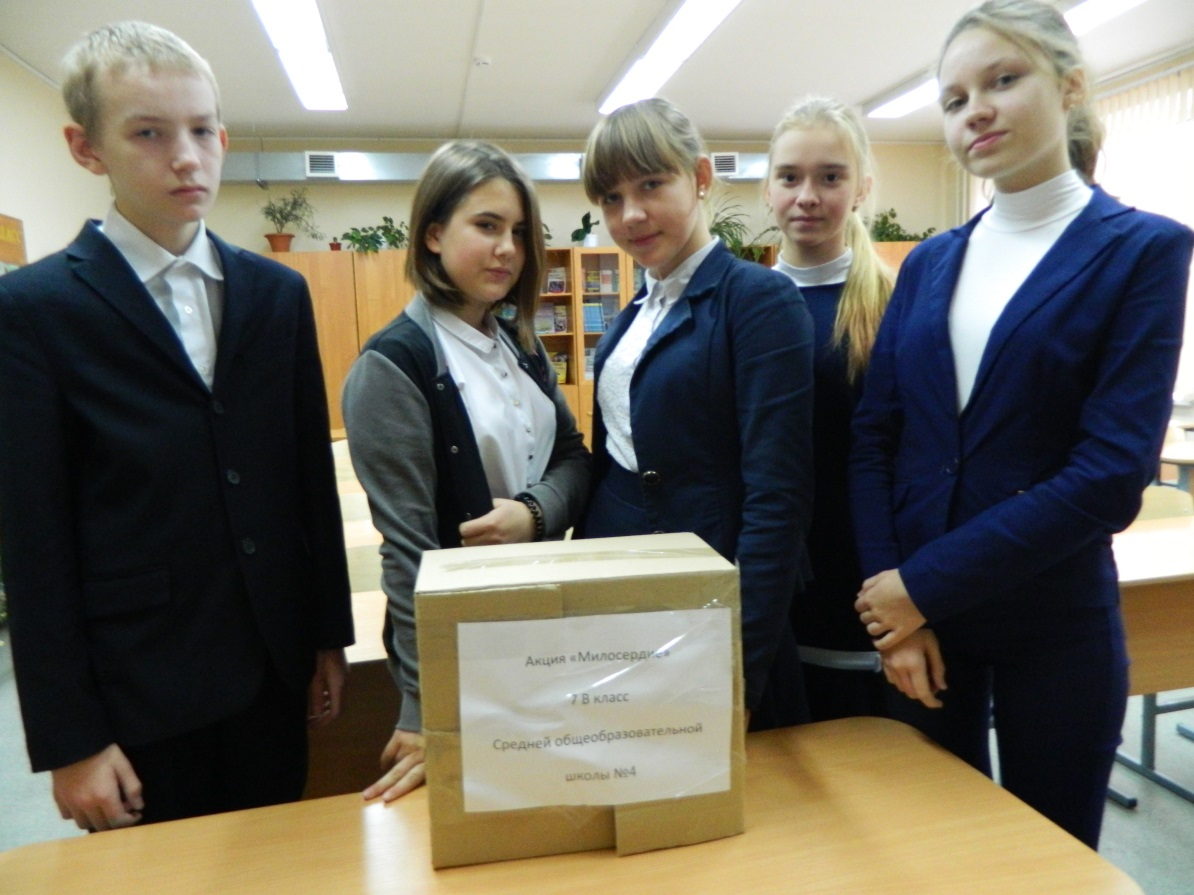 Акция «Милосердие»
7 В класс
Средней общеобразовательной
школы №4